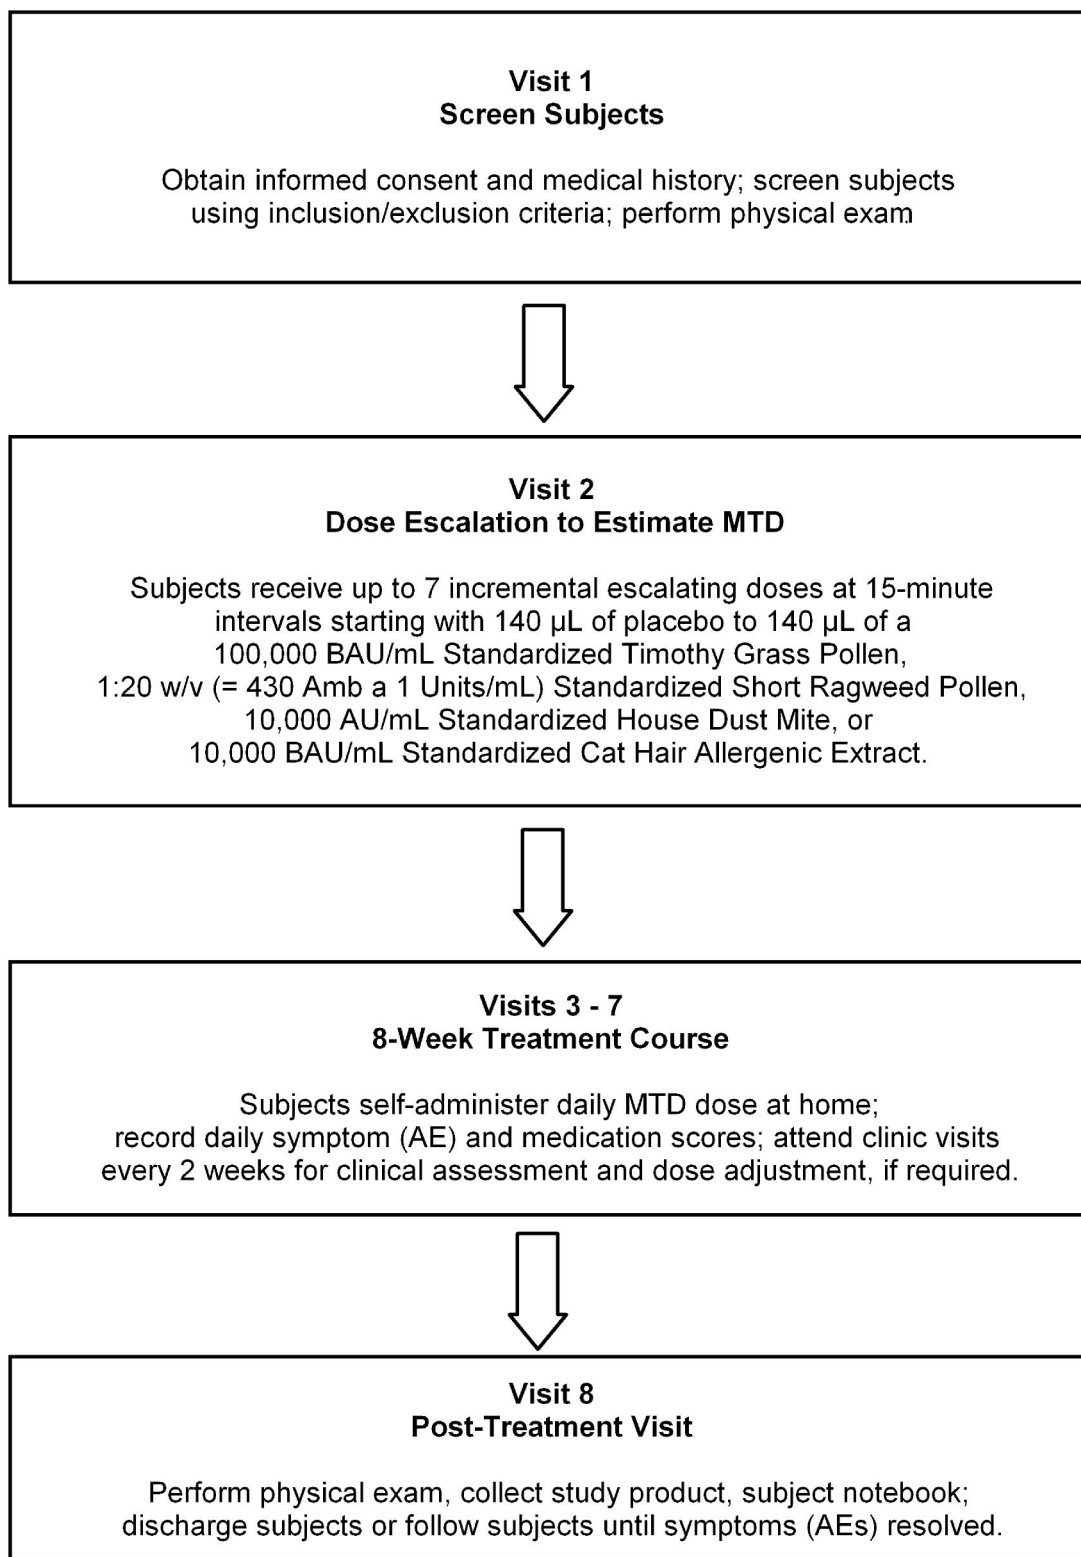 Visit 1
Screen Subjects
Obtain informed consent and medical history; screen subjects
using inclusion/exclusion criteria; perform physical exam.
Visit 2
Dose Escalation to Estimate MTD
Subjects receive up to 7 incremental escalating doses at 15-minute
intervals starting with 140 µL of placebo to 140 µL of a
100,000 BAU/mL Standardized Timothy Grass Pollen,
1:20 w/v (= 430 Amb a 1 Units/mL) Standardized Short Ragweed Pollen,
10,000 AU/mL Standardized House Dust Mite, or
10,000 BAU/mL Standardized Cat Hair Allergenic Extract.
Visits 3 - 7
8-Week Treatment Course
Subjects self-administer daily MTD dose at home;
record daily symptom (AE) and medication scores; attend clinic visits
every 2 weeks for clinical assessment and dose adjustment, if required.
Visit 8
Post-Treatment Visit
Perform physical exam, collect study product, subject notebook;
discharge subjects or follow subjects until symptoms (AEs) resolved.